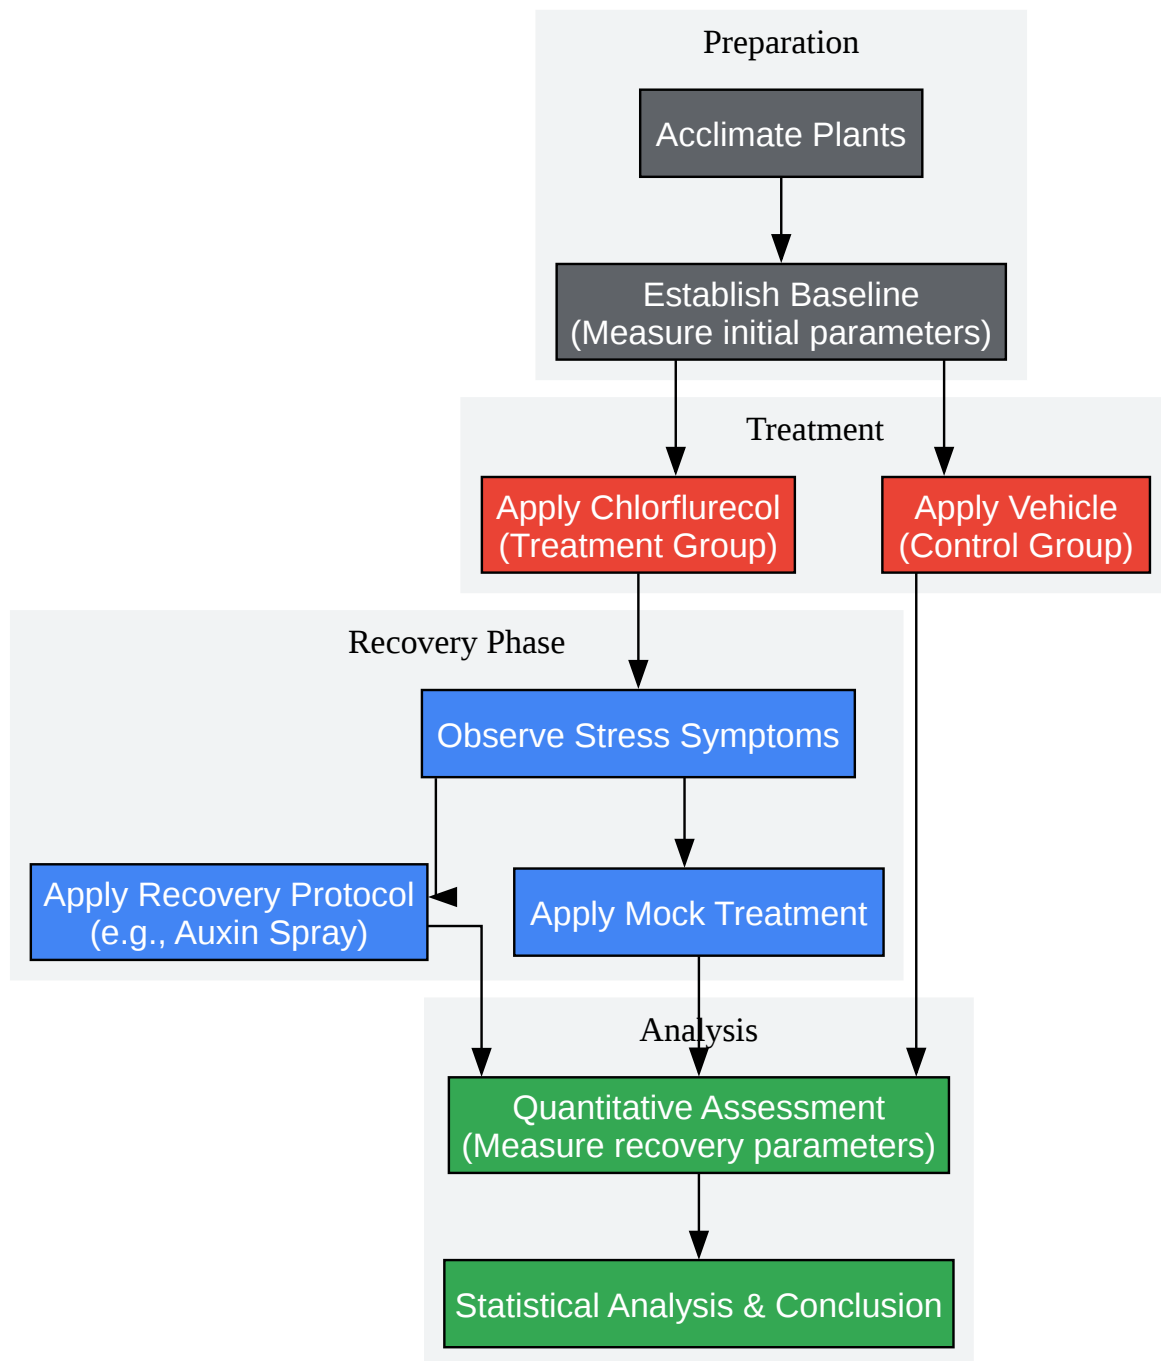 Preparation
Acclimate Plants
Establish Baseline
(Measure initial parameters)
Treatment
Apply Chlorflurecol
(Treatment Group)
Apply Vehicle
(Control Group)
Recovery Phase
Observe Stress Symptoms
Apply Recovery Protocol
(e.g., Auxin Spray)
Apply Mock Treatment
Analysis
Quantitative Assessment
(Measure recovery parameters)
Statistical Analysis & Conclusion